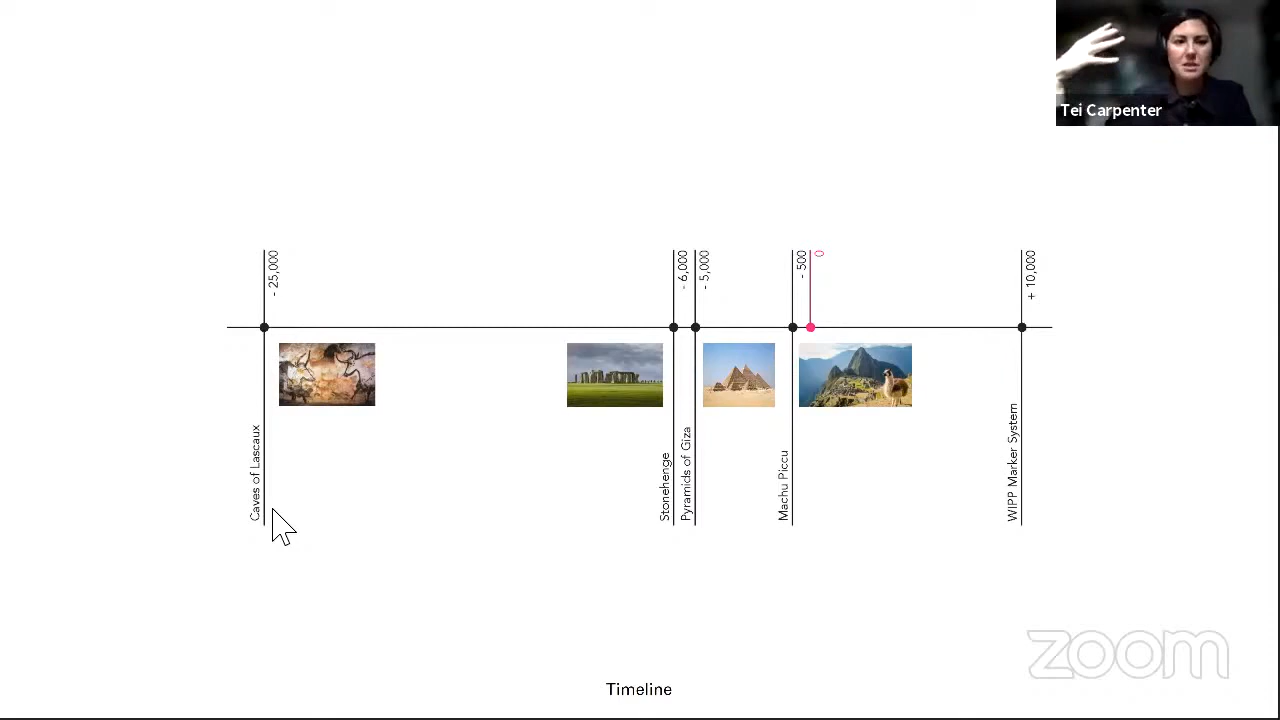 Tei Carpenter
- 25,000
- 6,000
- 5,000
- 500
0
+ 10,000
Caves of Lascaux
Stonehenge
Pyramids of Giza
Machu Piccu
WIPP Marker System
zoom
Timeline